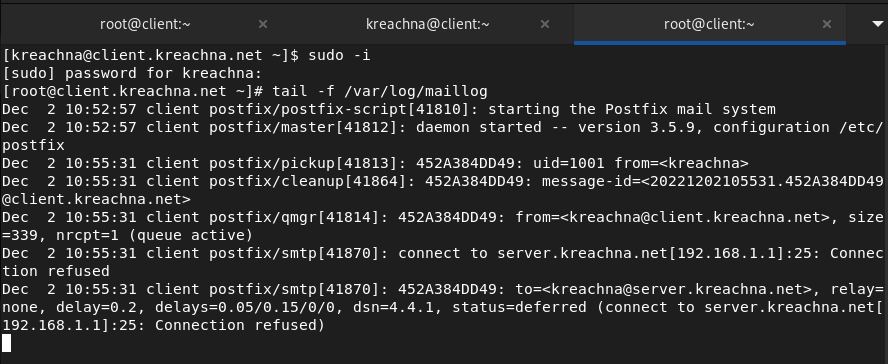 root@client:~ × kreachna@client:~ × root@client:~ ×
[kreachna@client.kreachna.net ~]$ sudo -i
[sudo] password for kreachna:
[root@client.kreachna.net ~]# tail -f /var/log/maillog
Dec  2 10:52:57 client postfix/postfix-script[41810]: starting the Postfix mail system
Dec  2 10:52:57 client postfix/master[41812]: daemon started -- version 3.5.9, configuration /etc/
postfix
Dec  2 10:55:31 client postfix/pickup[41813]: 452A384DD49: uid=1001 from=<kreachna>
Dec  2 10:55:31 client postfix/cleanup[41864]: 452A384DD49: message-id=<20221202105531.452A384DD49
@client.kreachna.net>
Dec  2 10:55:31 client postfix/qmgr[41814]: 452A384DD49: from=<kreachna@client.kreachna.net>, size
=339, nrcpt=1 (queue active)
Dec  2 10:55:31 client postfix/smtp[41870]: connect to server.kreachna.net[192.168.1.1]:25: Connec
tion refused
Dec  2 10:55:31 client postfix/smtp[41870]: 452A384DD49: to=<kreachna@server.kreachna.net>, relay=
none, delay=0.2, delays=0.05/0.15/0/0, dsn=4.4.1, status=deferred (connect to server.kreachna.net[
192.168.1.1]:25: Connection refused)